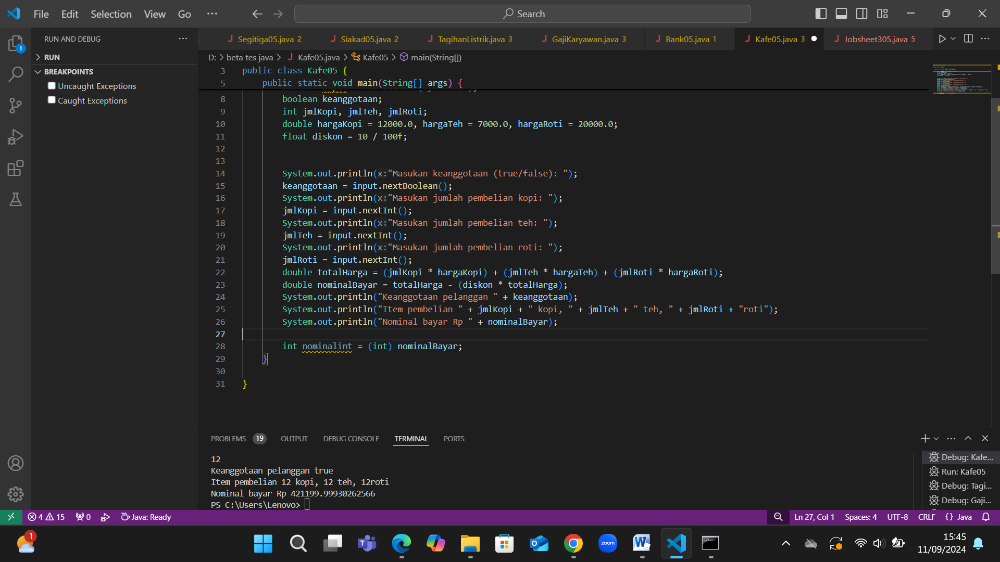 File Edit Selection View Go ··· Search
RUN AND DEBUG ···
RUN
BREAKPOINTS
Uncaught Exceptions
Caught Exceptions
1
Segitiga05.java 2 Siakad05.java 2 TagihanListrik.java 3 GajiKaryawan.java 3 Bank05.java 1 Kafe05.java 3 Jobsheet305.java 5
D: > beta tes java > Kafe05.java > Kafe05 > main(String[])
3 public class Kafe05 {
5 public static void main(String[] args) {
8 boolean keanggotaan;
9 int jmlKopi, jmlTeh, jmlRoti;
10 double hargaKopi = 12000.0, hargaTeh = 7000.0, hargaRoti = 20000.0;
11 float diskon = 10 / 100f;
12
13
14 System.out.println(x:"Masukan keanggotaan (true/false): ");
15 keanggotaan = input.nextBoolean();
16 System.out.println(x:"Masukan jumlah pembelian kopi: ");
17 jmlKopi = input.nextInt();
18 System.out.println(x:"Masukan jumlah pembelian teh: ");
19 jmlTeh = input.nextInt();
20 System.out.println(x:"Masukan jumlah pembelian roti: ");
21 jmlRoti = input.nextInt();
22 double totalHarga = (jmlKopi * hargaKopi) + (jmlTeh * hargaTeh) + (jmlRoti * hargaRoti);
23 double nominalBayar = totalHarga - (diskon * totalHarga);
24 System.out.println("Keanggotaan pelanggan " + keanggotaan);
25 System.out.println("Item pembelian " + jmlKopi + " kopi, " + jmlTeh + " teh, " + jmlRoti + "roti");
26 System.out.println("Nominal bayar Rp " + nominalBayar);
27
28 int nominalint = (int) nominalBayar;
29 }
30
31 }
PROBLEMS 19 OUTPUT DEBUG CONSOLE TERMINAL PORTS
12
Keanggotaan pelanggan true
Item pembelian 12 kopi, 12 teh, 12roti
Nominal bayar Rp 421199.99930262566
PS C:\Users\Lenovo>
Debug: Kafe...
Run: Kafe05
Debug: Tagi...
Debug: Gaji...
4 15 0 Java: Ready Ln 27, Col 1 Spaces: 4 UTF-8 CRLF {} Java
1
zoom
15:45
11/09/2024